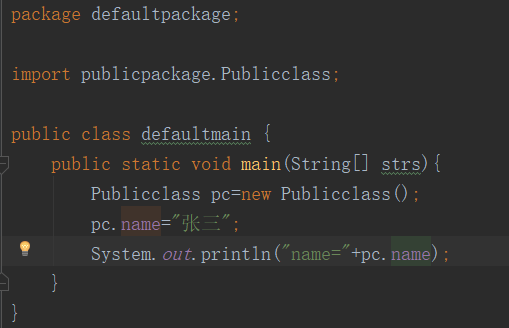 package defaultpackage;
import publicpackage.Publicclass;
public class defaultmain {
public static void main(String[] strs){
Publicclass pc=new Publicclass();
pc.name="张三";
System.out.println("name="+pc.name);
}
}